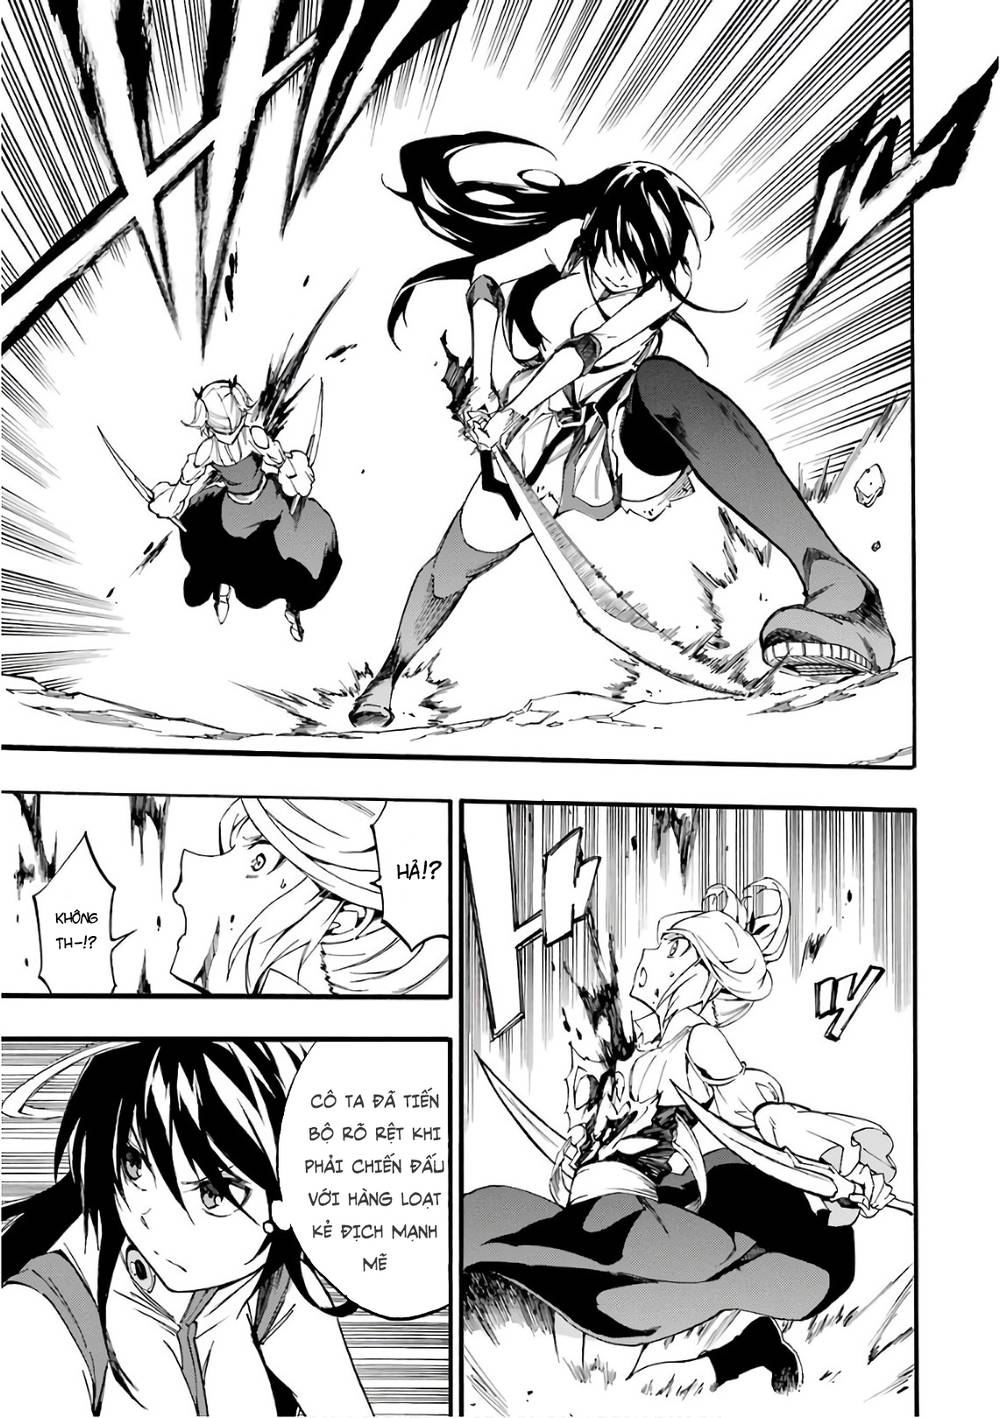 HẢ!?
KHÔNG
TH-!?
CÔ TA ĐÃ TIẾN
BỘ RÕ RỆT KHI
PHẢI CHIẾN ĐẤU
VỚI HÀNG LOẠT
KẺ ĐỊCH MẠNH
MẼ